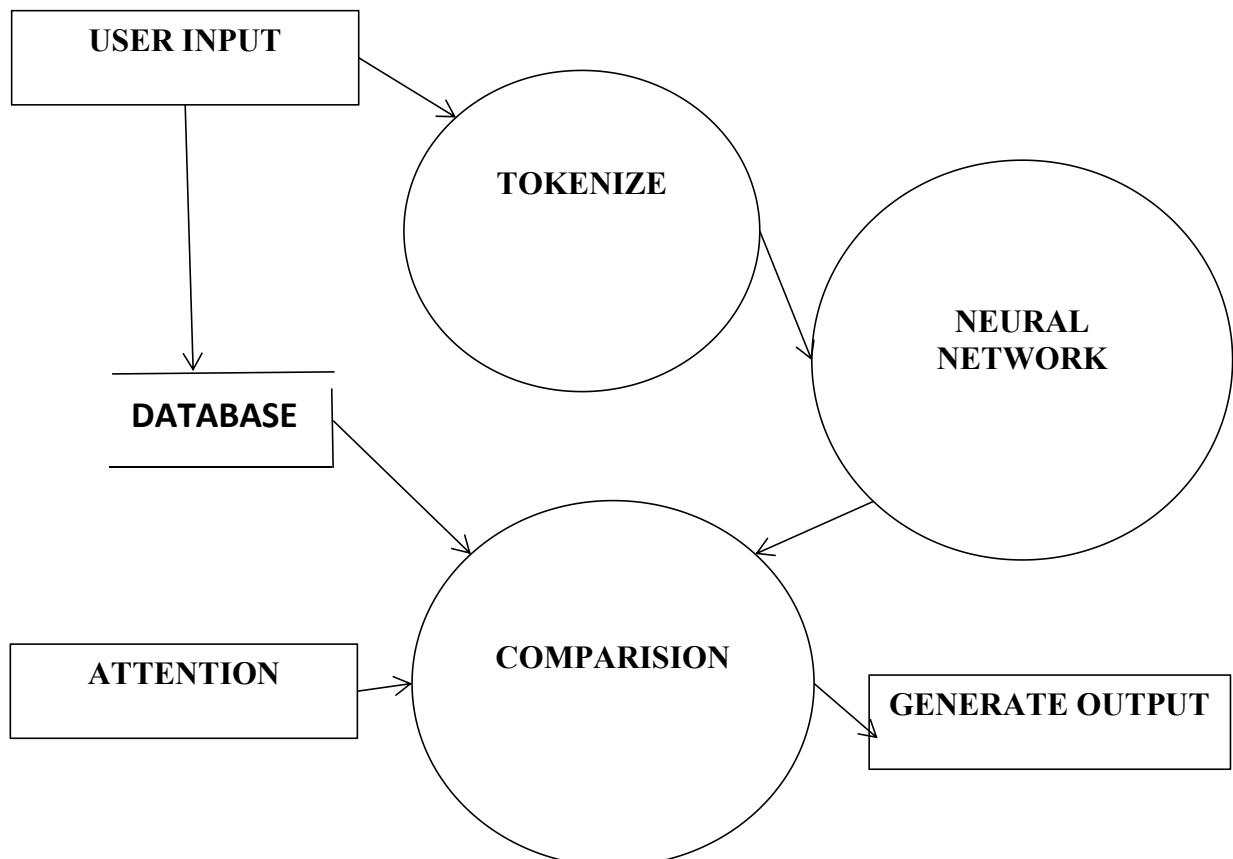 USER INPUT
TOKENIZE
NEURAL
NETWORK
DATABASE
COMPARISION
ATTENTION
GENERATE OUTPUT